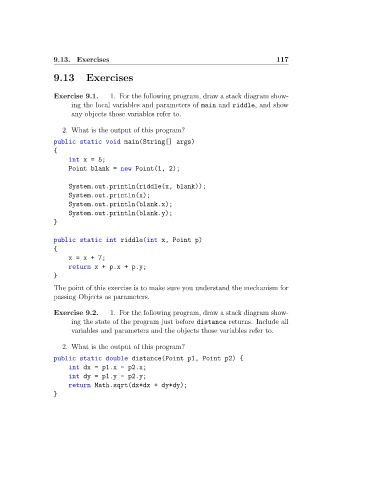 9.13. Exercises 117
9.13 Exercises
Exercise 9.1. 1. For the following program, draw a stack diagram show-
ing the local variables and parameters of main and riddle, and show
any objects those variables refer to.
2. What is the output of this program?
public static void main(String[] args)
{
int x = 5;
Point blank = new Point(1, 2);
System.out.println(riddle(x, blank));
System.out.println(x);
System.out.println(blank.x);
System.out.println(blank.y);
}
public static int riddle(int x, Point p)
{
x = x + 7;
return x + p.x + p.y;
}
The point of this exercise is to make sure you understand the mechanism for
passing Objects as parameters.
Exercise 9.2. 1. For the following program, draw a stack diagram show-
ing the state of the program just before distance returns. Include all
variables and parameters and the objects those variables refer to.
2. What is the output of this program?
public static double distance(Point p1, Point p2) {
int dx = p1.x - p2.x;
int dy = p1.y - p2.y;
return Math.sqrt(dx*dx + dy*dy);
}